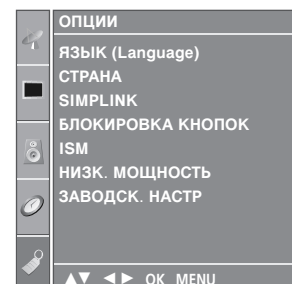 ОПЦИИ
ЯЗЫК (Language)
СТРАНА
SIMPLINK
БЛОКИРОВКА КНОПОК
ISM
НИЗК. МОЩНОСТЬ
ЗАВОДСК. НАСТР
▲▼ ◄► OK MENU